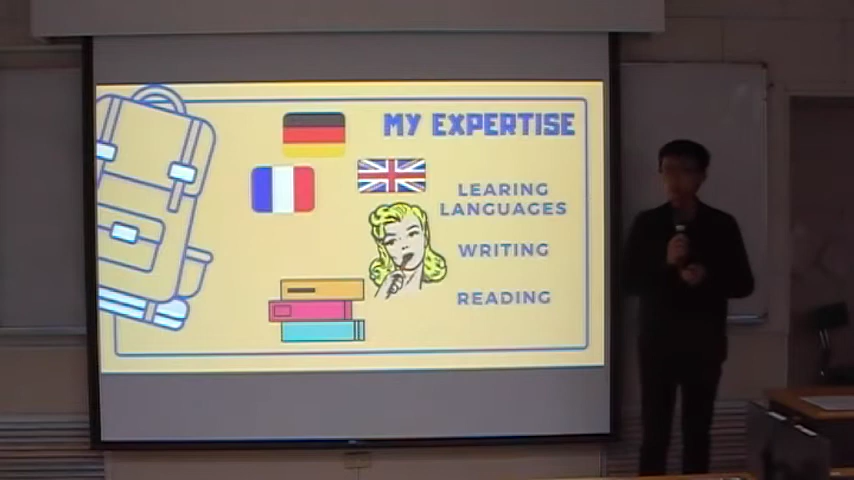 MY EXPERTISE
LEARING
LANGUAGES
WRITING
READING